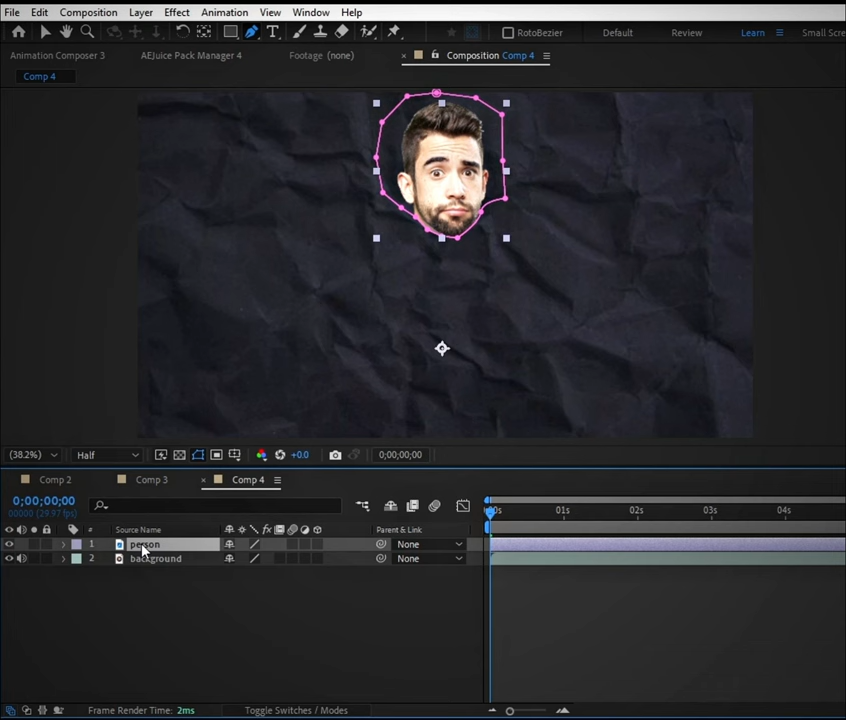 File Edit Composition Layer Effect Animation View Window Help
RotoBezier Default Review Learn Small Scre
Animation Composer 3 AEJuice Pack Manager 4 Footage (none) × Composition Comp 4
Comp 4
(38.2%) Half +0.0 0;00;00;00
Comp 2 Comp 3 × Comp 4
0;00;00;00
00000 (29.97 fps)
:00s 01s 02s 03s 04s
# Source Name Parent & Link
1 person None
2 background None
Frame Render Time: 2ms Toggle Switches / Modes